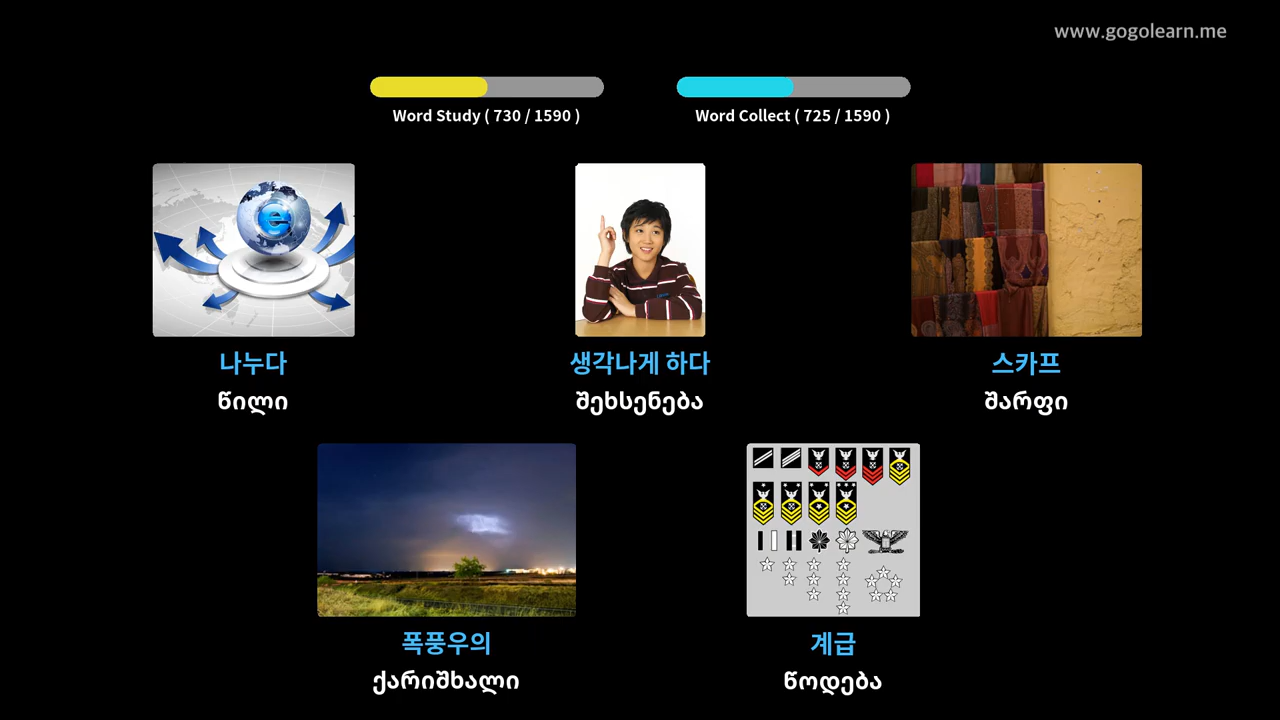 www.gogolearn.me
Word Study ( 730 / 1590 )
Word Collect ( 725 / 1590 )
나누다
წილი
생각나게 하다
შეხსენება
스카프
შარფი
폭풍우의
ქარიშხალი
계급
წოდება